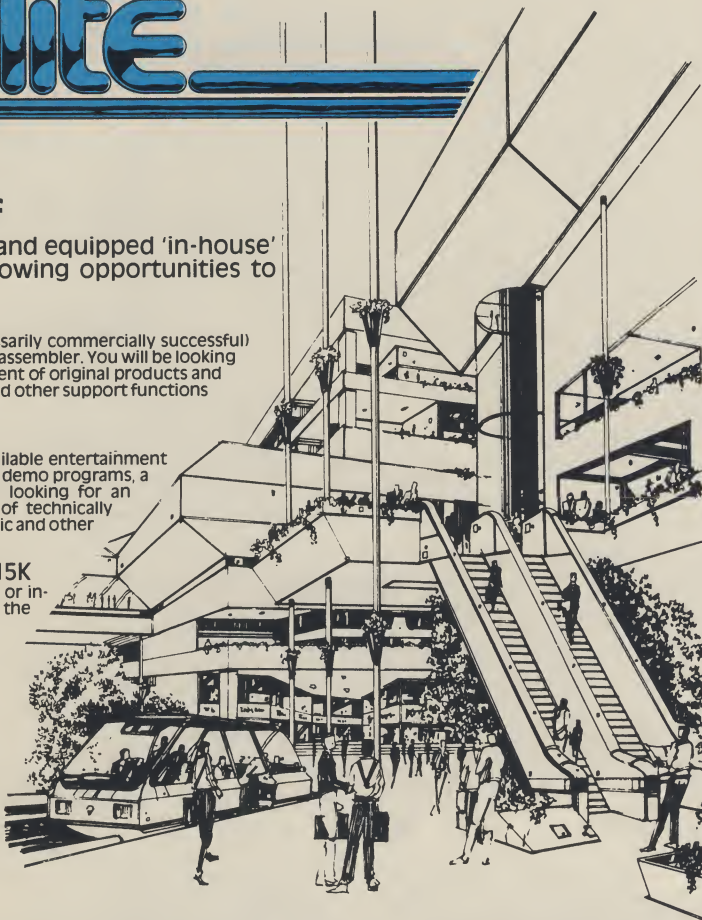 lite
and equipped 'in-house'
owing opportunities to
sarily commercially successful)
assembler. You will be looking
ent of original products and
d other support functions
ilable entertainment
demo programs, a
looking for an
of technically
ic and other
15K
or in-
the